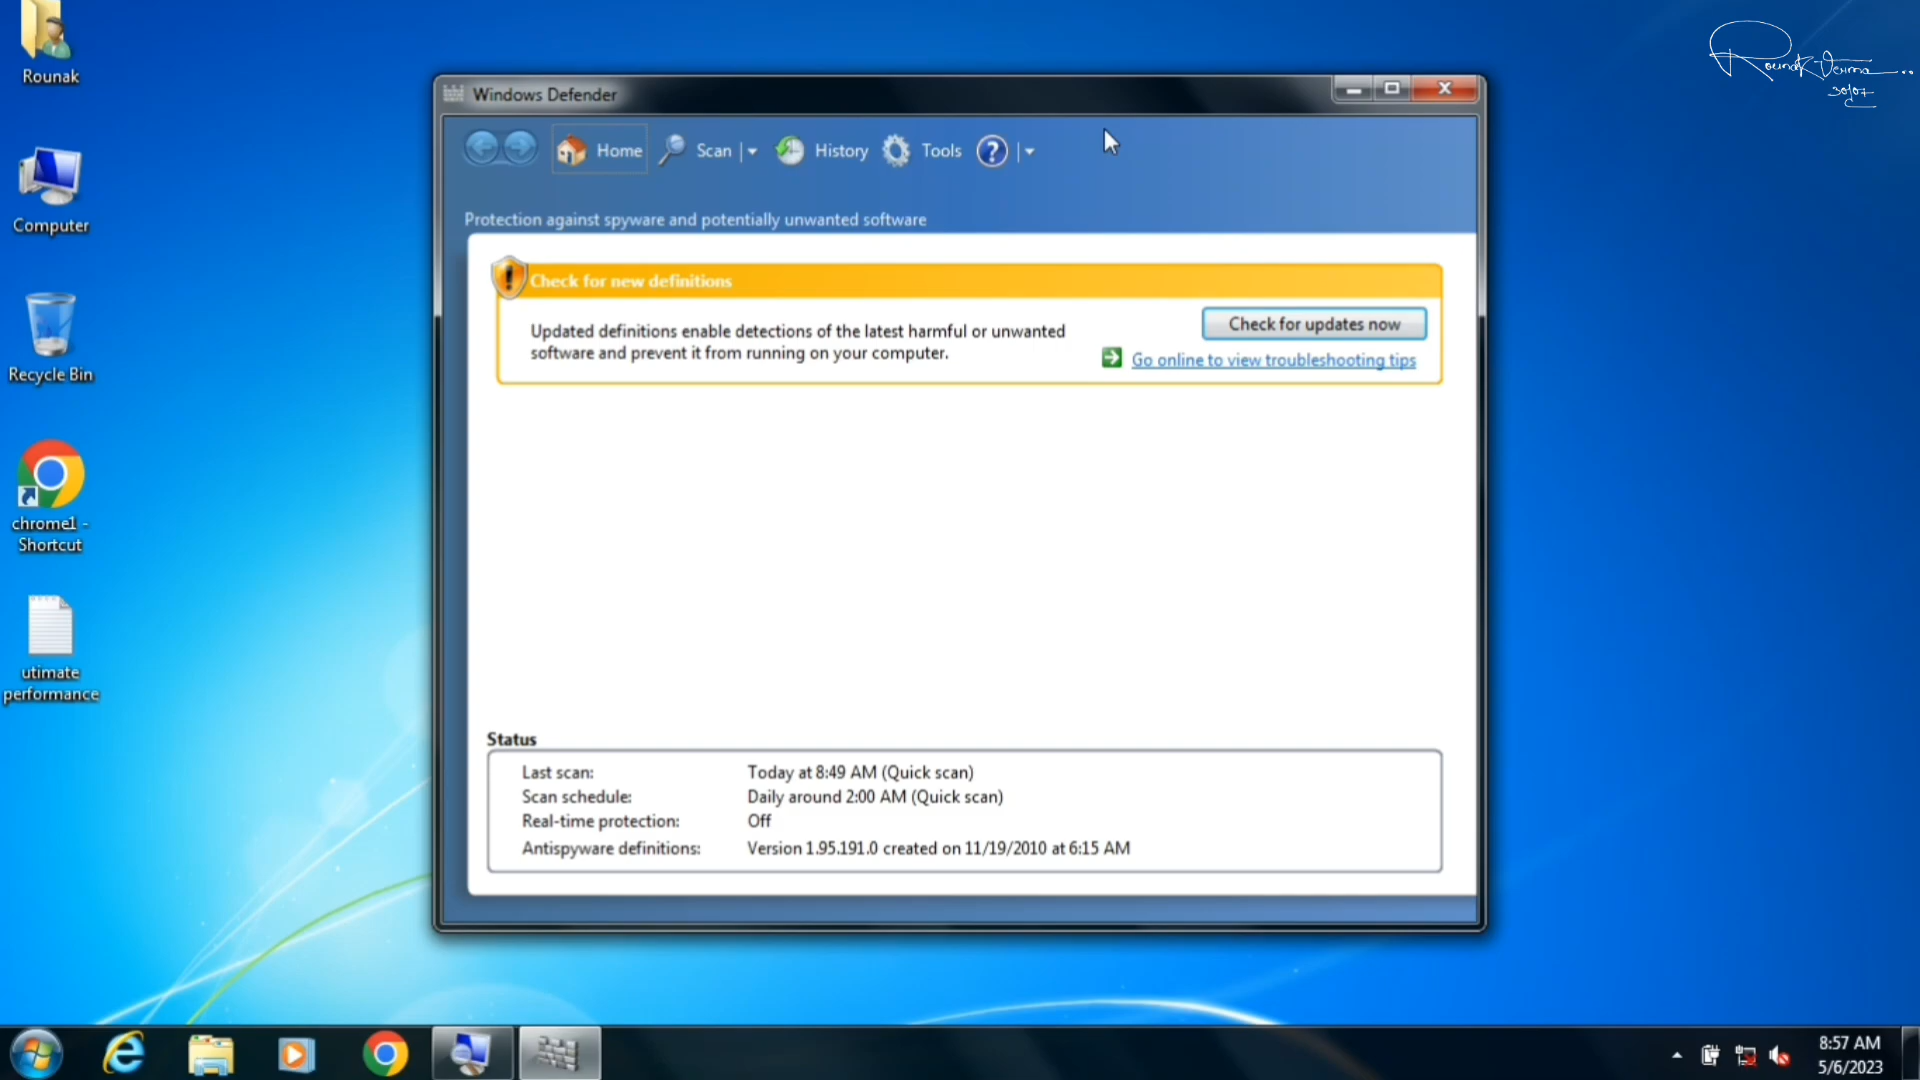 Rounak
Rounak Verma
30/07
Windows Defender
Home
Scan
History
Tools
?
Computer
Protection against spyware and potentially unwanted software
Check for new definitions
Updated definitions enable detections of the latest harmful or unwanted
software and prevent it from running on your computer.
Check for updates now
Go online to view troubleshooting tips
Recycle Bin
chrome1 -
Shortcut
utimate
performance
Status
Last scan: Today at 8:49 AM (Quick scan)
Scan schedule: Daily around 2:00 AM (Quick scan)
Real-time protection: Off
Antispyware definitions: Version 1.95.191.0 created on 11/19/2010 at 6:15 AM
8:57 AM
5/6/2023